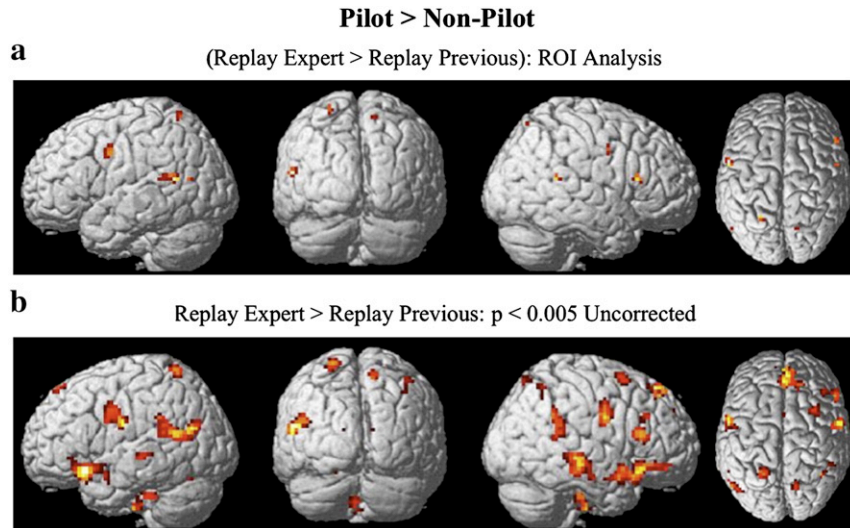 Pilot > Non-Pilot
a
(Replay Expert > Replay Previous): ROI Analysis
b
Replay Expert > Replay Previous: p < 0.005 Uncorrected